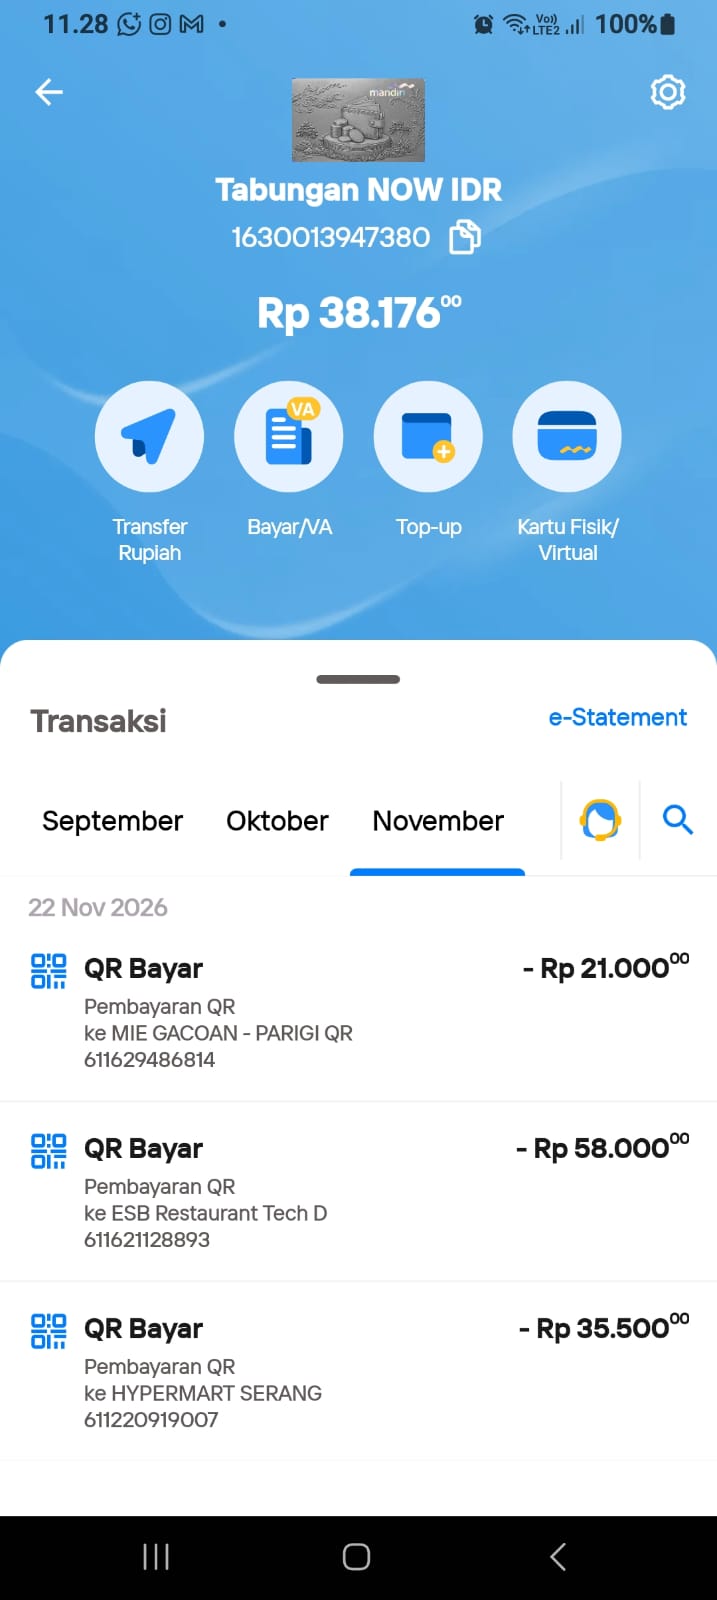 11.28
Vo))
LTE2
100%
mandiri
Tabungan NOW IDR
1630013947380
Rp 38.176⁰⁰
VA
Transfer
Rupiah
Bayar/VA
Top-up
Kartu Fisik/
Virtual
Transaksi
e-Statement
September
Oktober
November
22 Nov 2026
QR Bayar
- Rp 21.000⁰⁰
Pembayaran QR
ke MIE GACOAN - PARIGI QR
611629486814
QR Bayar
- Rp 58.000⁰⁰
Pembayaran QR
ke ESB Restaurant Tech D
611621128893
QR Bayar
- Rp 35.500⁰⁰
Pembayaran QR
ke HYPERMART SERANG
611220919007